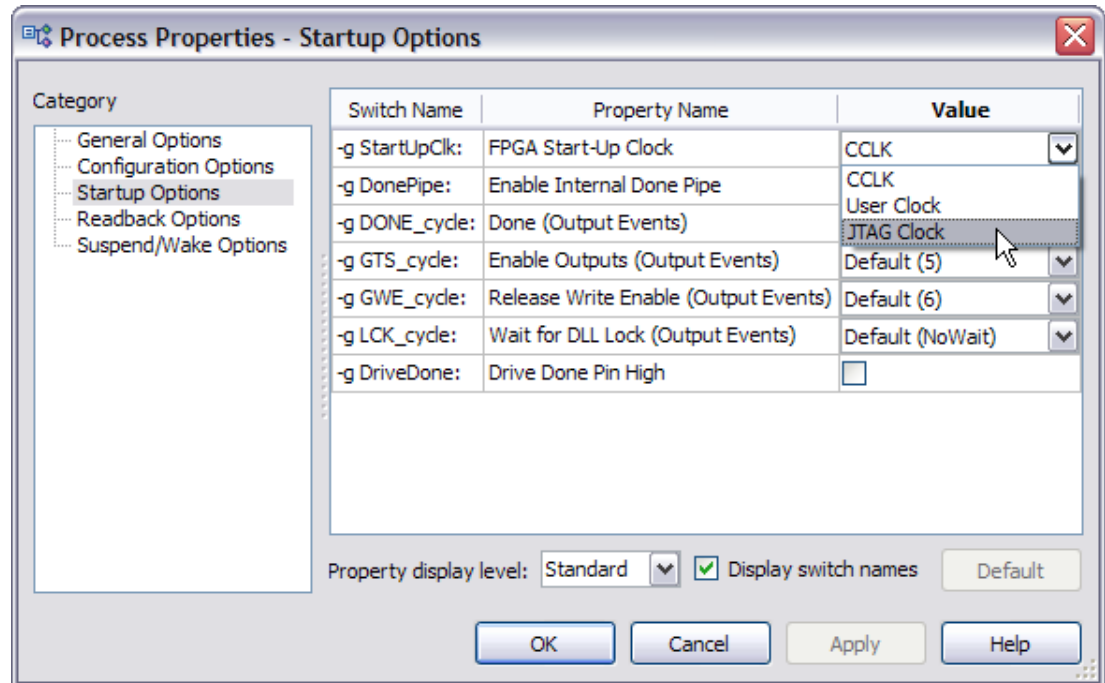 Process Properties - Startup Options
Category
General Options
Configuration Options
Startup Options
Readback Options
Suspend/Wake Options
Switch Name Property Name Value
-g StartUpClk: FPGA Start-Up Clock CCLK
-g DonePipe: Enable Internal Done Pipe CCLK
User Clock
-g DONE_cycle: Done (Output Events) JTAG Clock
-g GTS_cycle: Enable Outputs (Output Events) Default (5)
-g GWE_cycle: Release Write Enable (Output Events) Default (6)
-g LCK_cycle: Wait for DLL Lock (Output Events) Default (NoWait)
-g DriveDone: Drive Done Pin High
Property display level: Standard Display switch names Default
OK Cancel Apply Help